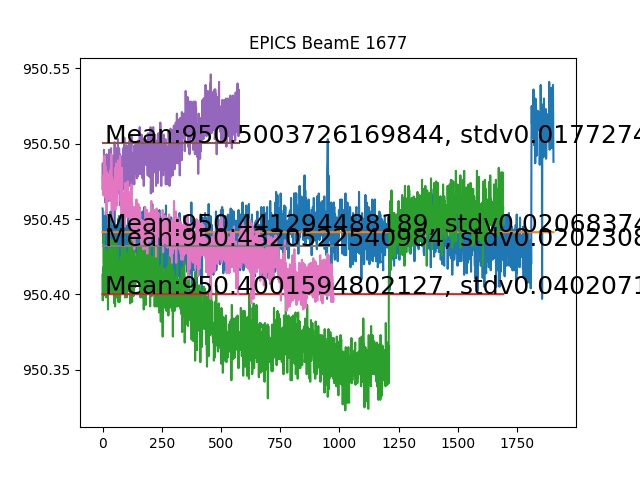 EPICS BeamE 1677
950.55
950.50
950.45
950.40
950.35
Mean:950.5003726169844, stdv0.0177274
Mean:950.441294488189, stdv0.0206837
Mean:950.4320522540984, stdv0.020230
Mean:950.4001594802127, stdv0.040207
0 250 500 750 1000 1250 1500 1750